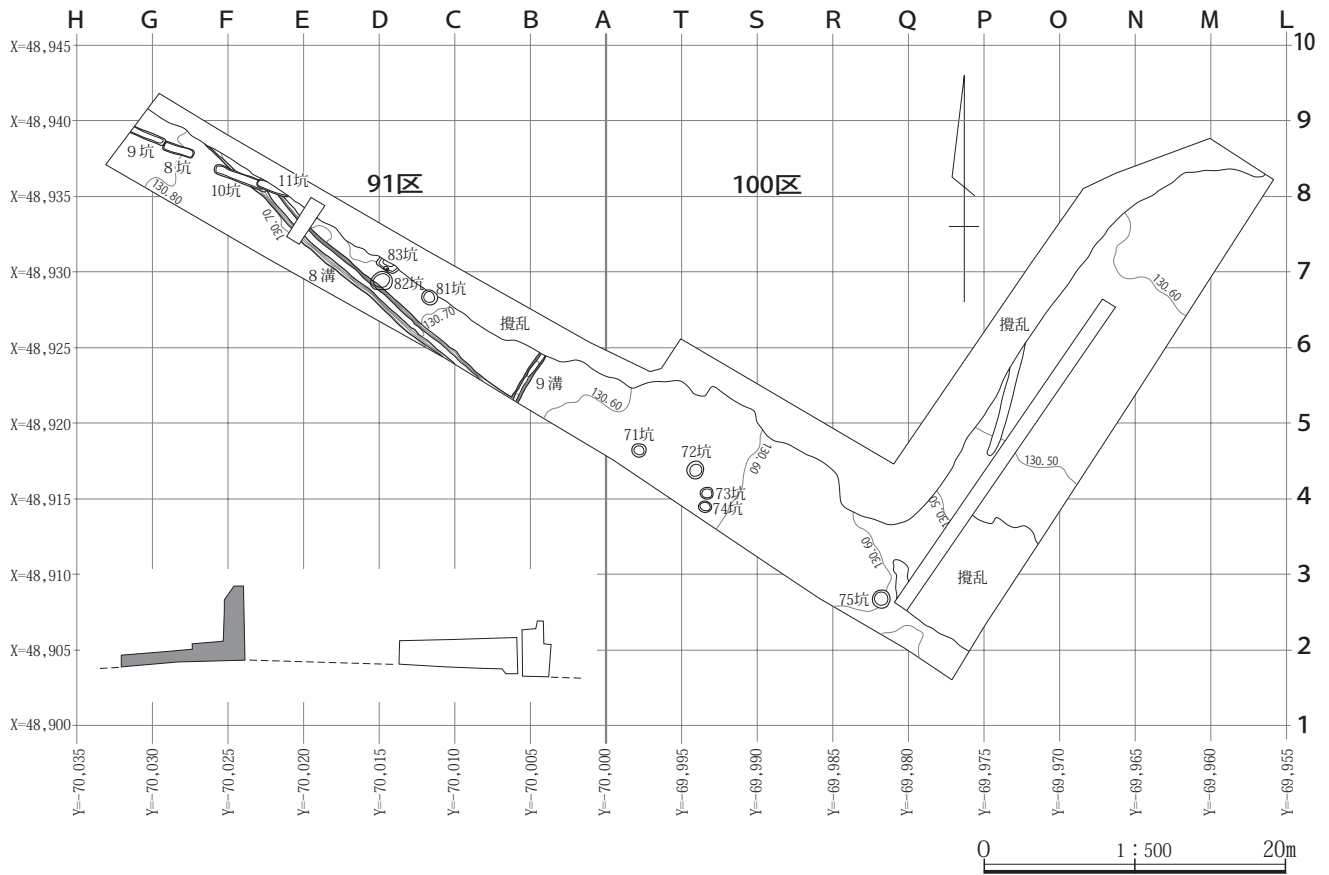 H G F E D C B A T S R Q P O N M L
X=48,945 10
X=48,940 9
9坑
8坑
10坑
11坑
91区
100区
X=48,935 8
130.80
130.70
83坑
X=48,930 7
8溝
82坑
81坑
130.60
130.70
攪乱
攪乱
X=48,925 6
9溝
130.60
X=48,920 5
71坑
72坑
130.60
130.50
X=48,915 4
73坑
74坑
130.50
130.60
X=48,910 3
攪乱
75坑
X=48,905 2
X=48,900 1
Y=-70,035
Y=-70,030
Y=-70,025
Y=-70,020
Y=-70,015
Y=-70,010
Y=-70,005
Y=-70,000
Y=-69,995
Y=-69,990
Y=-69,985
Y=-69,980
Y=-69,975
Y=-69,970
Y=-69,965
Y=-69,960
Y=-69,955
0 1:500 20m